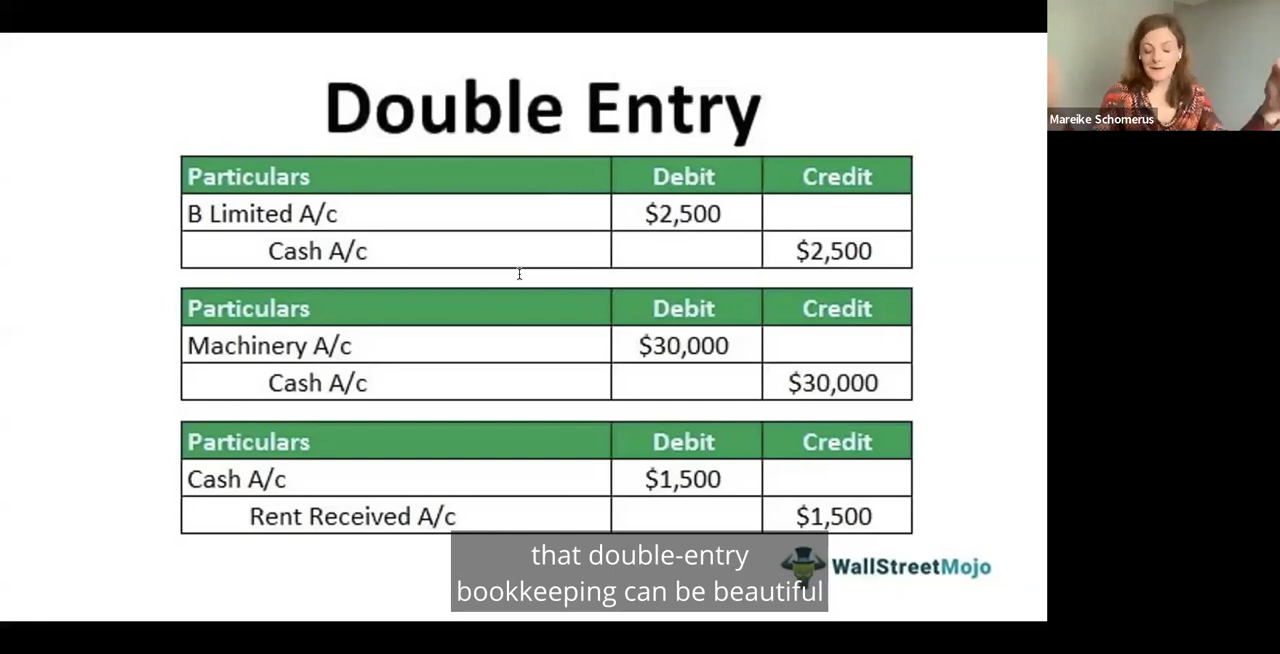 Double Entry
Mareike Schomerus
Particulars Debit Credit
B Limited A/c $2,500
Cash A/c $2,500
Particulars Debit Credit
Machinery A/c $30,000
Cash A/c $30,000
Particulars Debit Credit
Cash A/c $1,500
Rent Received A/c $1,500
that double-entry
bookkeeping can be beautiful
WallStreetMojo